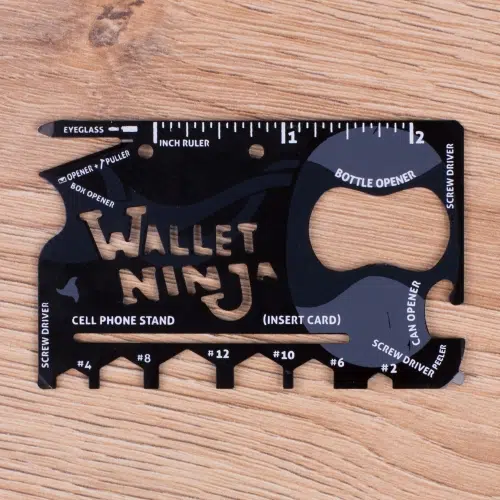 EYEGLASS
INCH RULER
1
2
OPENER + PULLER
BOX OPENER
BOTTLE OPENER
SCREW DRIVER
WALLET
NINJA
CELL PHONE STAND
(INSERT CARD)
SCREW DRIVER
CAN OPENER
SCREW DRIVER
PEELER
#4
#8
#12
#10
#6
#2